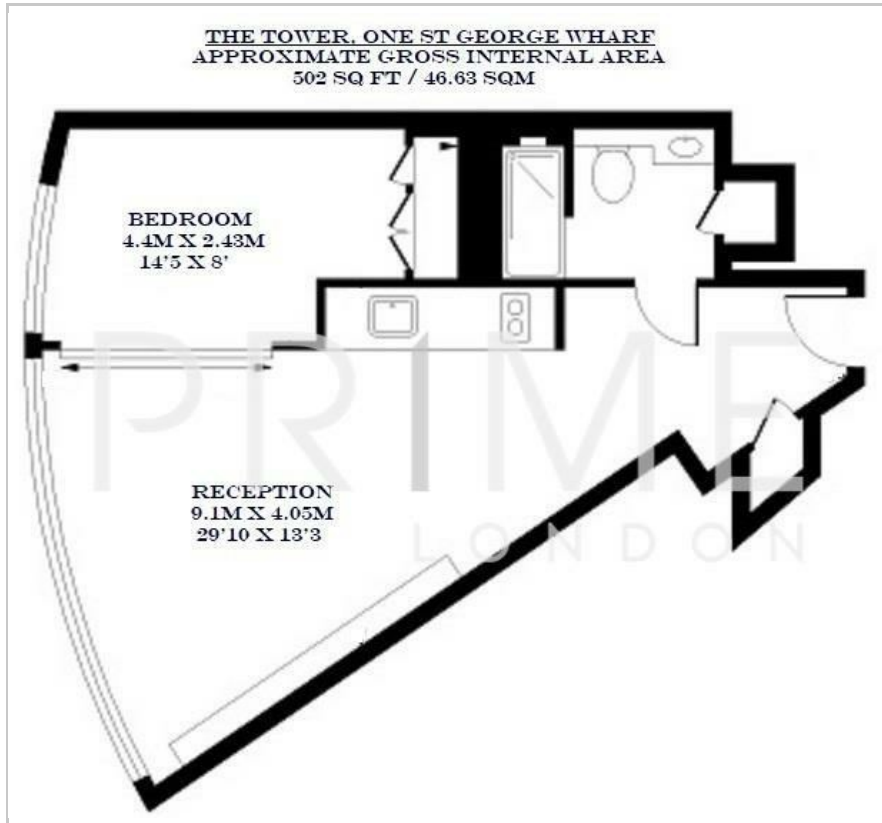 THE TOWER, ONE ST GEORGE WHARF
APPROXIMATE GROSS INTERNAL AREA
502 SQ FT / 46.63 SQM
BEDROOM
4.4M X 2.43M
14'5 X 8'
PRIME
LONDON
RECEPTION
9.1M X 4.05M
29'10 X 13'3